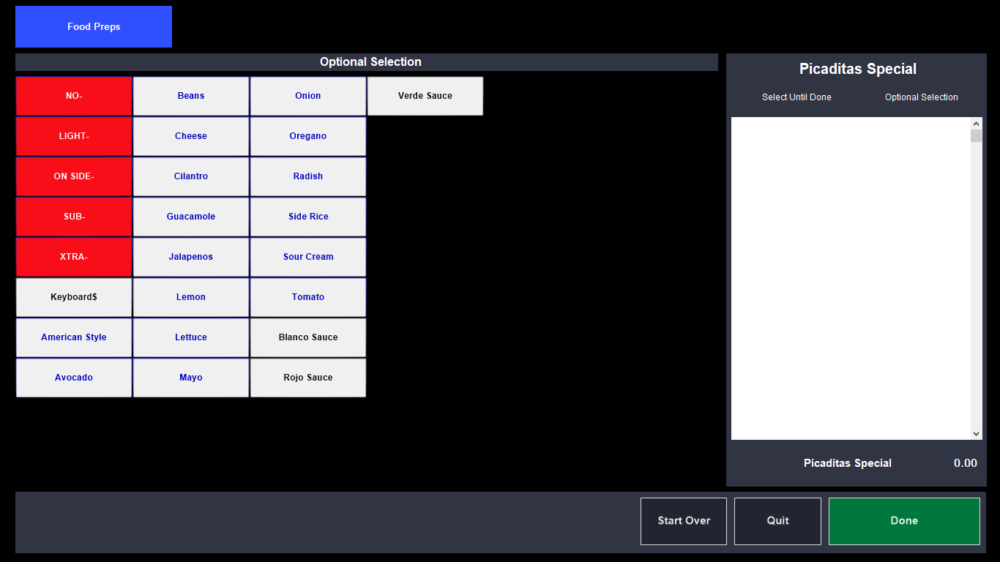 Food Preps
Optional Selection
NO-
Beans
Onion
Verde Sauce
LIGHT-
Cheese
Oregano
ON SIDE-
Cilantro
Radish
SUB-
Guacamole
Side Rice
XTRA-
Jalapenos
Sour Cream
Keyboard$
Lemon
Tomato
American Style
Lettuce
Blanco Sauce
Avocado
Mayo
Rojo Sauce
Picaditas Special
Select Until Done
Optional Selection
Picaditas Special 0.00
Start Over
Quit
Done